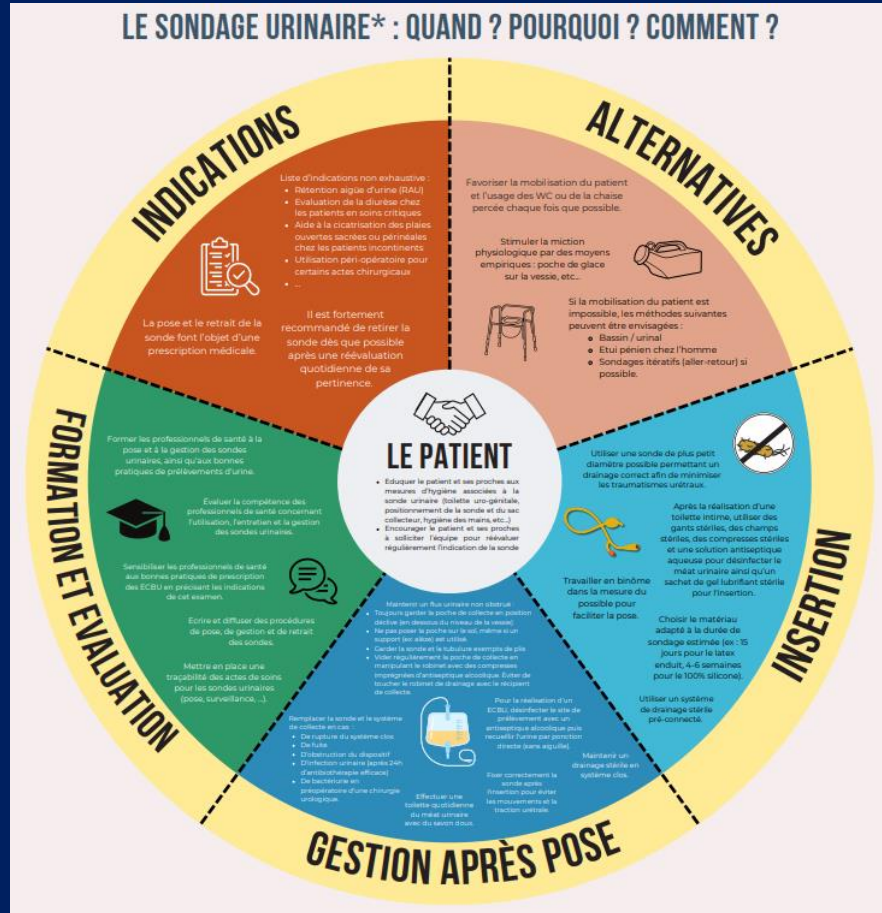 LE SONDAGE URINAIRE* : QUAND ? POURQUOI ? COMMENT ?
INDICATIONS
Liste d'indications non exhaustive :
• Rétention aigüe d'urine (RAU)
• Evaluation de la diurèse chez
les patients en soins critiques
• Aide à la cicatrisation des plaies
ouvertes sacrées ou périnéales
chez les patients incontinents
• Utilisation péri-opératoire pour
certains actes chirurgicaux
• ...
La pose et le retrait de la
sonde font l'objet d'une
prescription médicale.
Il est fortement
recommandé de retirer la
sonde dès que possible
après une réévaluation
quotidienne de sa
pertinence.
ALTERNATIVES
Favoriser la mobilisation du patient
et l'usage des WC ou de la chaise
percée chaque fois que possible.
Stimuler la miction
physiologique par des moyens
empiriques : poche de glace
sur la vessie, etc...
Si la mobilisation du patient est
impossible, les méthodes suivantes
peuvent être envisagées :
Bassin / urinal
Etui pénien chez l'homme
Sondages itératifs (aller-retour) si
possible.
INSERTION
Utiliser une sonde de plus petit
diamètre possible permettant un
drainage correct afin de minimiser
les traumatismes urétraux.
Après la réalisation d'une
toilette intime, utiliser des
gants stériles, des champs
stériles, des compresses stériles
et une solution antiseptique
aqueuse pour désinfecter le
méat urinaire ainsi qu'un
sachet de gel lubrifiant stérile
pour l'insertion.
Travailler en binôme
dans la mesure du
possible pour
faciliter la pose.
Choisir le matériau
adapté à la durée de
sondage estimée (ex : 15
jours pour le latex
enduit, 4-6 semaines
pour le 100% silicone).
Utiliser un système
de drainage stérile
pré-connecté.
GESTION APRÈS POSE
Maintenir un flux urinaire non obstrué :
• Toujours garder la poche de collecte en position
déclive (en dessous du niveau de la vessie)
• Ne pas poser la poche sur le sol, même si un
support (ex: alèse) est utilisé.
• Garder la sonde et la tubulure exempts de plis
• Vider régulièrement la poche de collecte en
manipulant le robinet avec des compresses
imprégnées d'antiseptique alcoolique. Éviter de
toucher le robinet de drainage avec le récipient
de collecte.
Remplacer la sonde et le système
de collecte en cas :
• De rupture du système clos
• De fuite
• D'obstruction du dispositif
• D'infection urinaire (après 24h
d'antibiothérapie efficace)
• De bactériurie en
préopératoire d'une chirurgie
urologique.
Pour la réalisation d'un
ECBU, désinfecter le site de
prélèvement avec un
antiseptique alcoolique puis
recueillir l'urine par ponction
directe (sans aiguille).
Maintenir un
drainage stérile en
système clos.
Fixer correctement la
sonde après
l'insertion pour éviter
les mouvements et la
traction urétrale.
Effectuer une
toilette quotidienne
du méat urinaire
avec du savon doux.
FORMATION ET EVALUATION
Former les professionnels de santé à la
pose et à la gestion des sondes
urinaires, ainsi qu'aux bonnes
pratiques de prélèvements d'urine.
Évaluer la compétence des
professionnels de santé concernant
l'utilisation, l'entretien et la gestion
des sondes urinaires.
Sensibiliser les professionnels de santé
aux bonnes pratiques de prescription
des ECBU en précisant les indications
de cet examen.
Ecrire et diffuser des procédures
de pose, de gestion et de retrait
des sondes.
Mettre en place une
traçabilité des actes de soins
pour les sondes urinaires
(pose, surveillance, ...).
LE PATIENT
• Eduquer le patient et ses proches aux
mesures d'hygiène associées à la
sonde urinaire (toilette uro-génitale,
positionnement de la sonde et du sac
collecteur, hygiène des mains, etc...)
• Encourager le patient et ses proches
à solliciter l'équipe pour réévaluer
régulièrement l'indication de la sonde